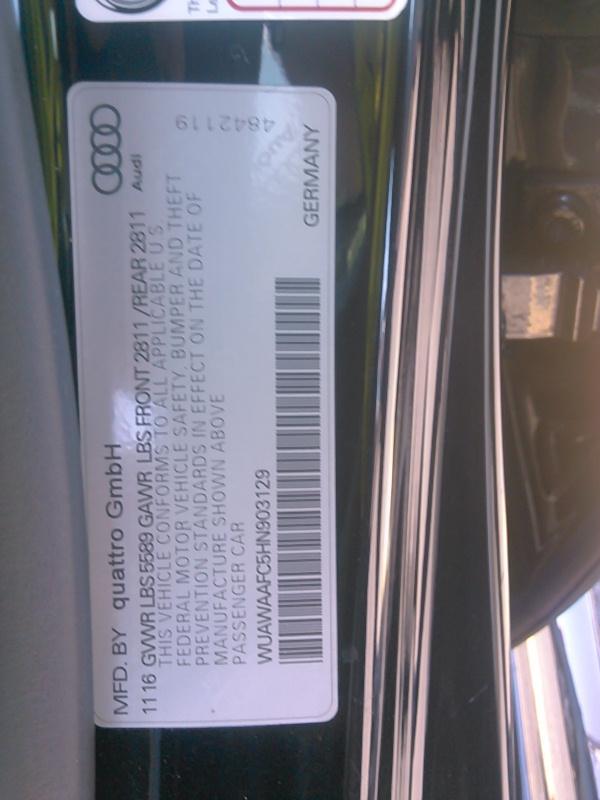 MFD. BY quattro GmbH
Audi
1116 GVWR LBS 5589 GAWR LBS FRONT 2811 / REAR 2811
THIS VEHICLE CONFORMS TO ALL APPLICABLE U S
FEDERAL MOTOR VEHICLE SAFETY, BUMPER AND THEFT
PREVENTION STANDARDS IN EFFECT ON THE DATE OF
MANUFACTURE SHOWN ABOVE
PASSENGER CAR
WUAWAAFC5HN903129
GERMANY
4842119